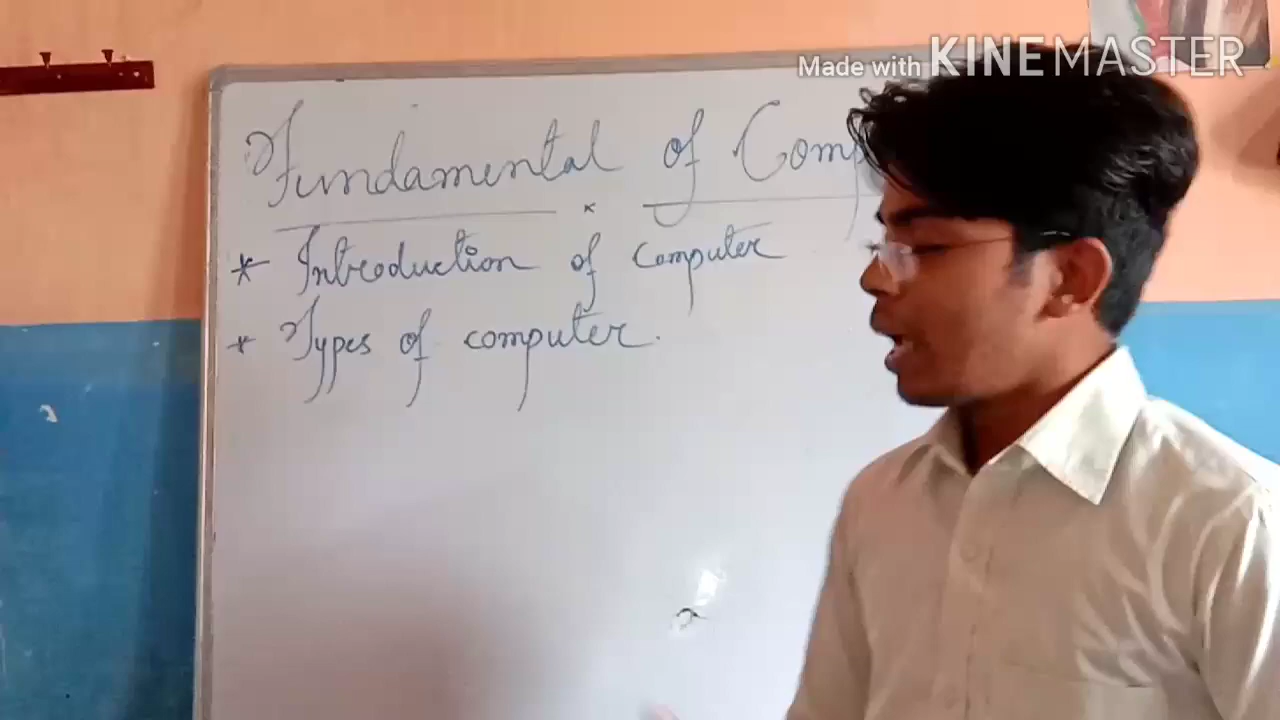 Made with KINEMASTER
Fundamental of Comp
* Introduction of Computer
* Types of computer.